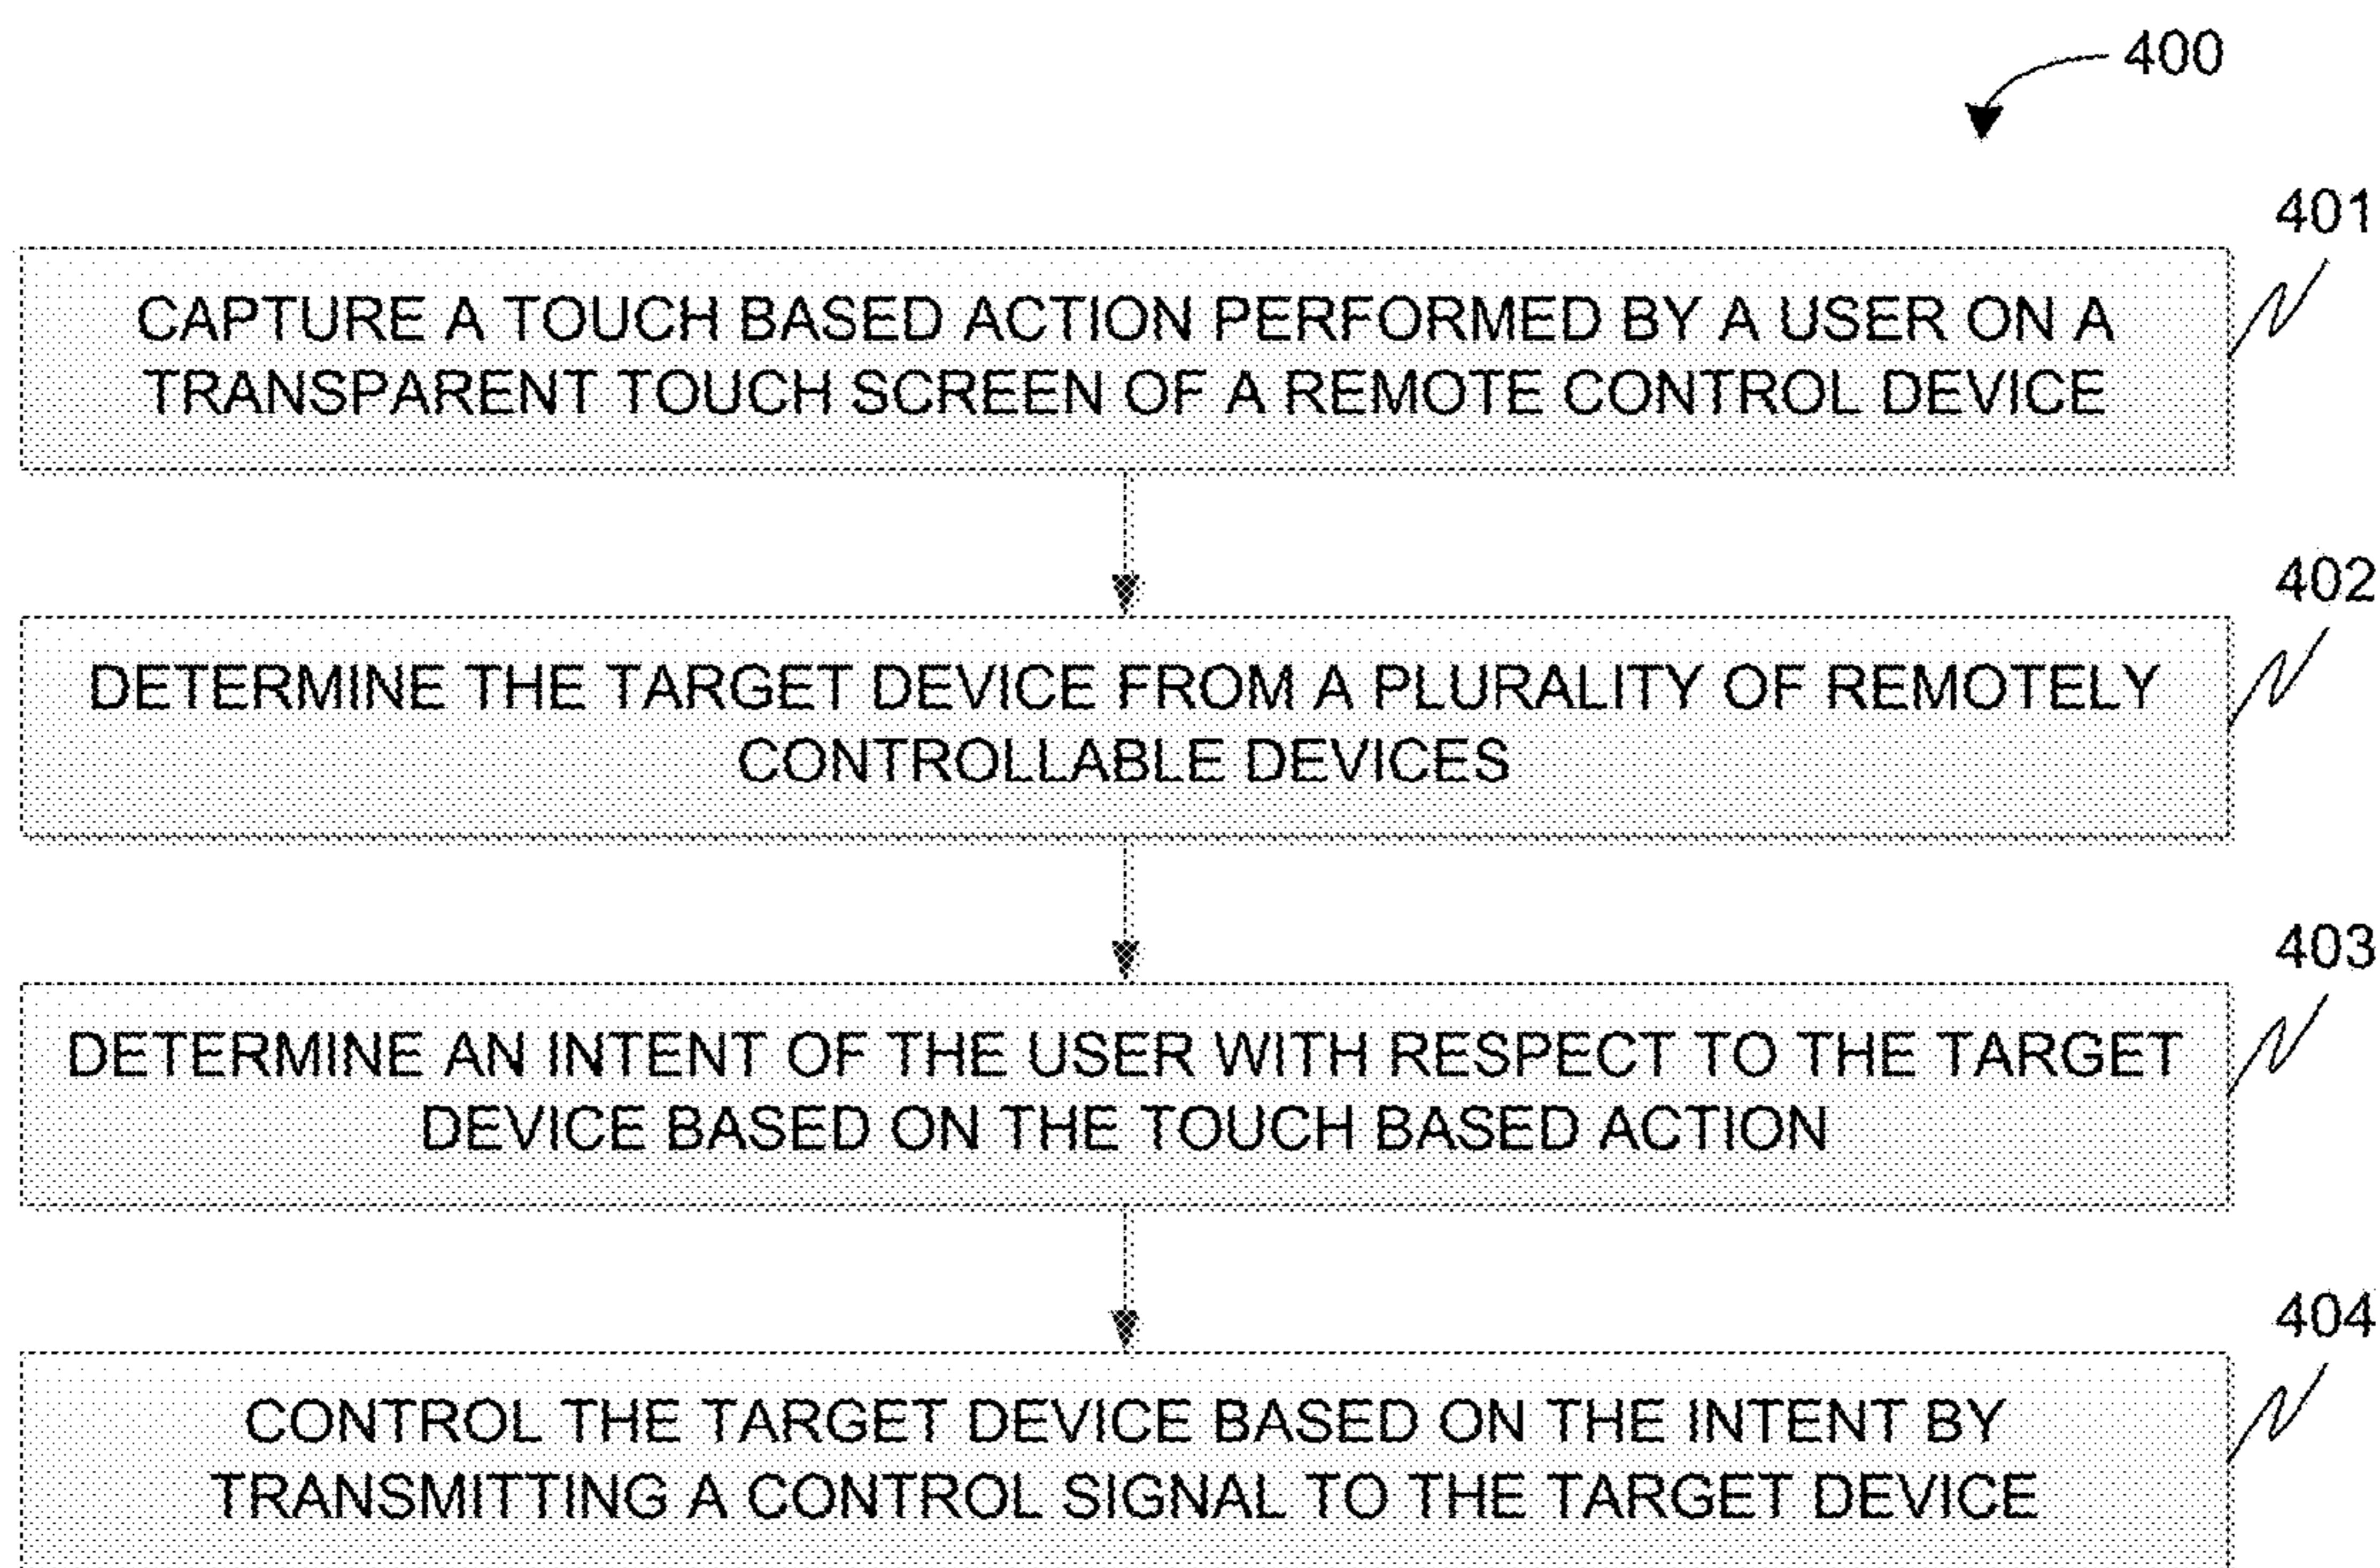 400
401
CAPTURE A TOUCH BASED ACTION PERFORMED BY A USER ON A
TRANSPARENT TOUCH SCREEN OF A REMOTE CONTROL DEVICE
402
DETERMINE THE TARGET DEVICE FROM A PLURALITY OF REMOTELY
CONTROLLABLE DEVICES
403
DETERMINE AN INTENT OF THE USER WITH RESPECT TO THE TARGET
DEVICE BASED ON THE TOUCH BASED ACTION
404
CONTROL THE TARGET DEVICE BASED ON THE INTENT BY
TRANSMITTING A CONTROL SIGNAL TO THE TARGET DEVICE